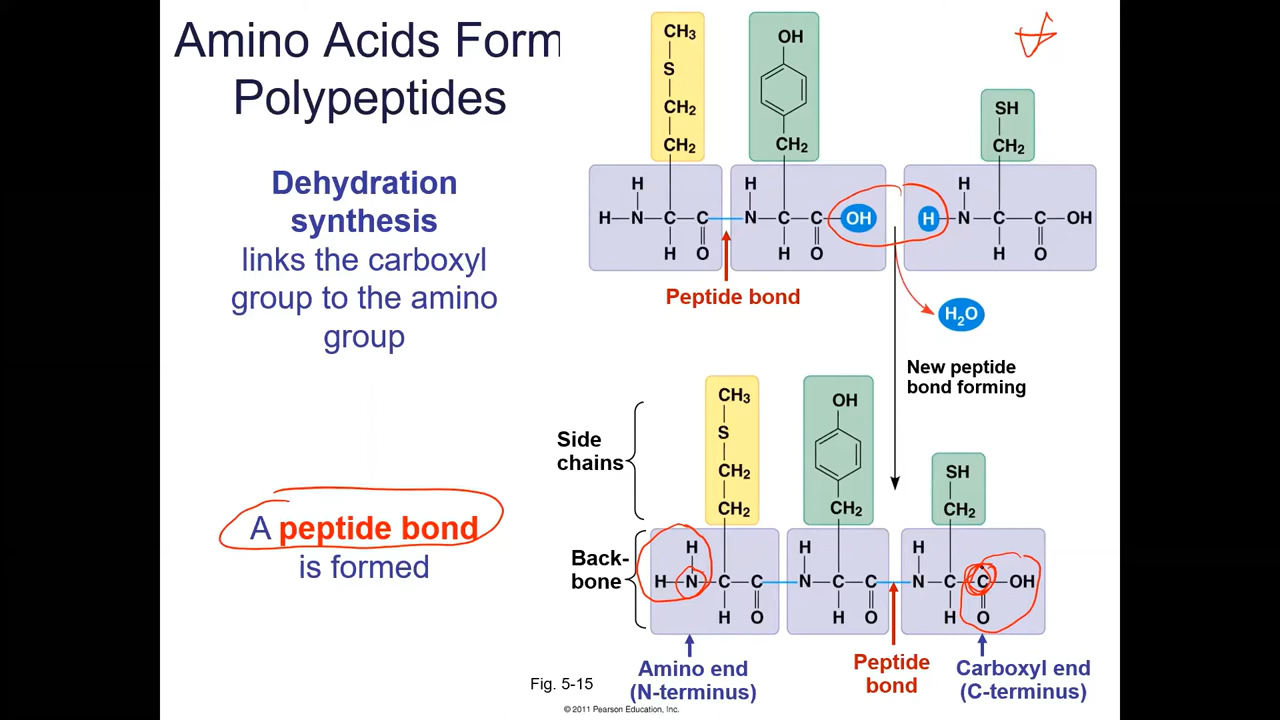 Amino Acids Form
Polypeptides
Dehydration
synthesis
links the carboxyl
group to the amino
group
A peptide bond
is formed
CH3
S
CH2
CH2
OH
CH2
SH
CH2
H
H
H
H—N—C—C
N—C—C—OH
H—N—C—C—OH
H
O
H
O
H
O
Peptide bond
H2O
New peptide
bond forming
Side
chains
CH3
S
CH2
CH2
OH
CH2
SH
CH2
Back-
bone
H
H
H
H—N—C—C—N—C—C—N—C—C—OH
H
O
H
O
H
O
Amino end
(N-terminus)
Peptide
bond
Carboxyl end
(C-terminus)
Fig. 5-15
© 2011 Pearson Education, Inc.